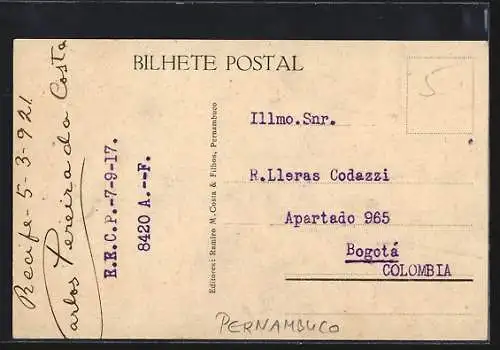 BILHETE POSTAL
5
Illmo.Snr.
R.Lleras Codazzi
Apartado 965
Bogotá
COLOMBIA
Editores: Ramiro M. Costa & Filhos, Pernambuco
E.E.C.P.-7-9-17.
8420 A.--F.
Recife-5-3-921
Carlos Pereira da Costa
PERNAMBUCO